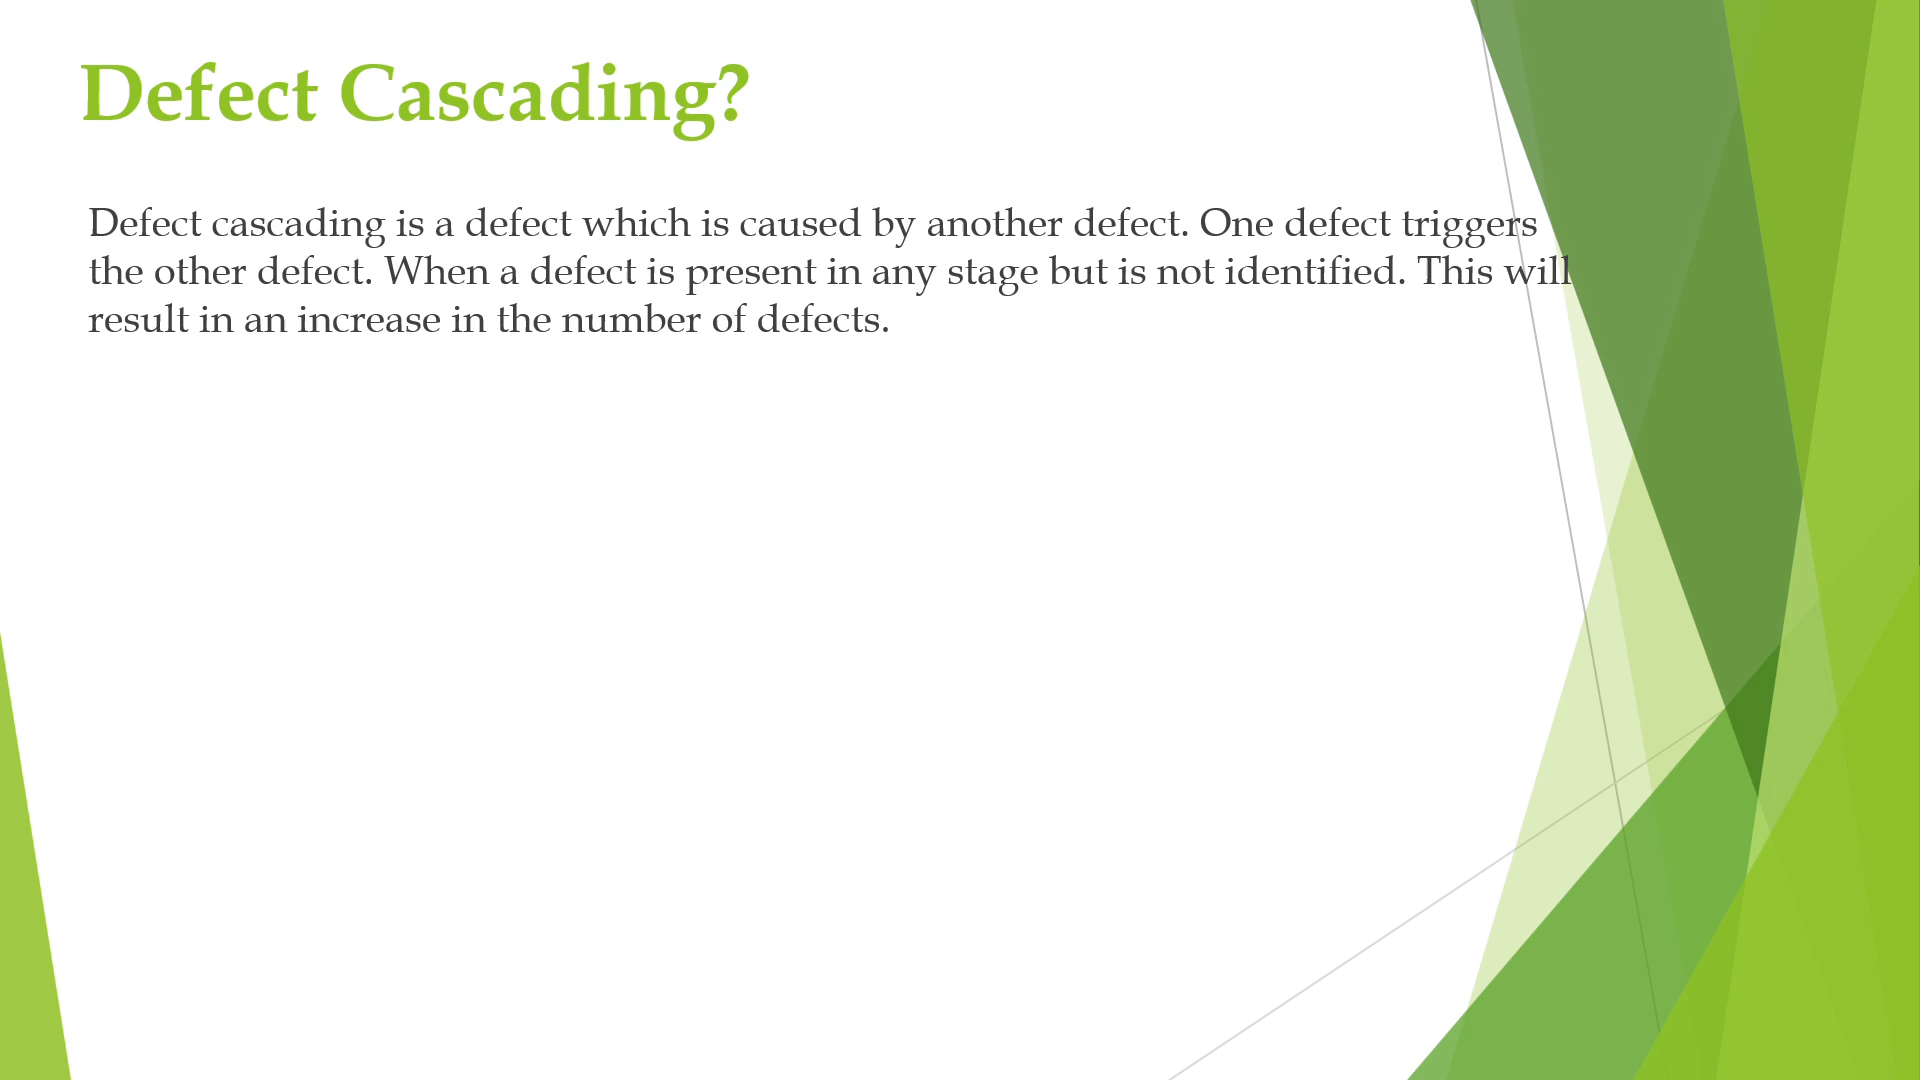 Defect Cascading?
Defect cascading is a defect which is caused by another defect. One defect triggers
the other defect. When a defect is present in any stage but is not identified. This will
result in an increase in the number of defects.